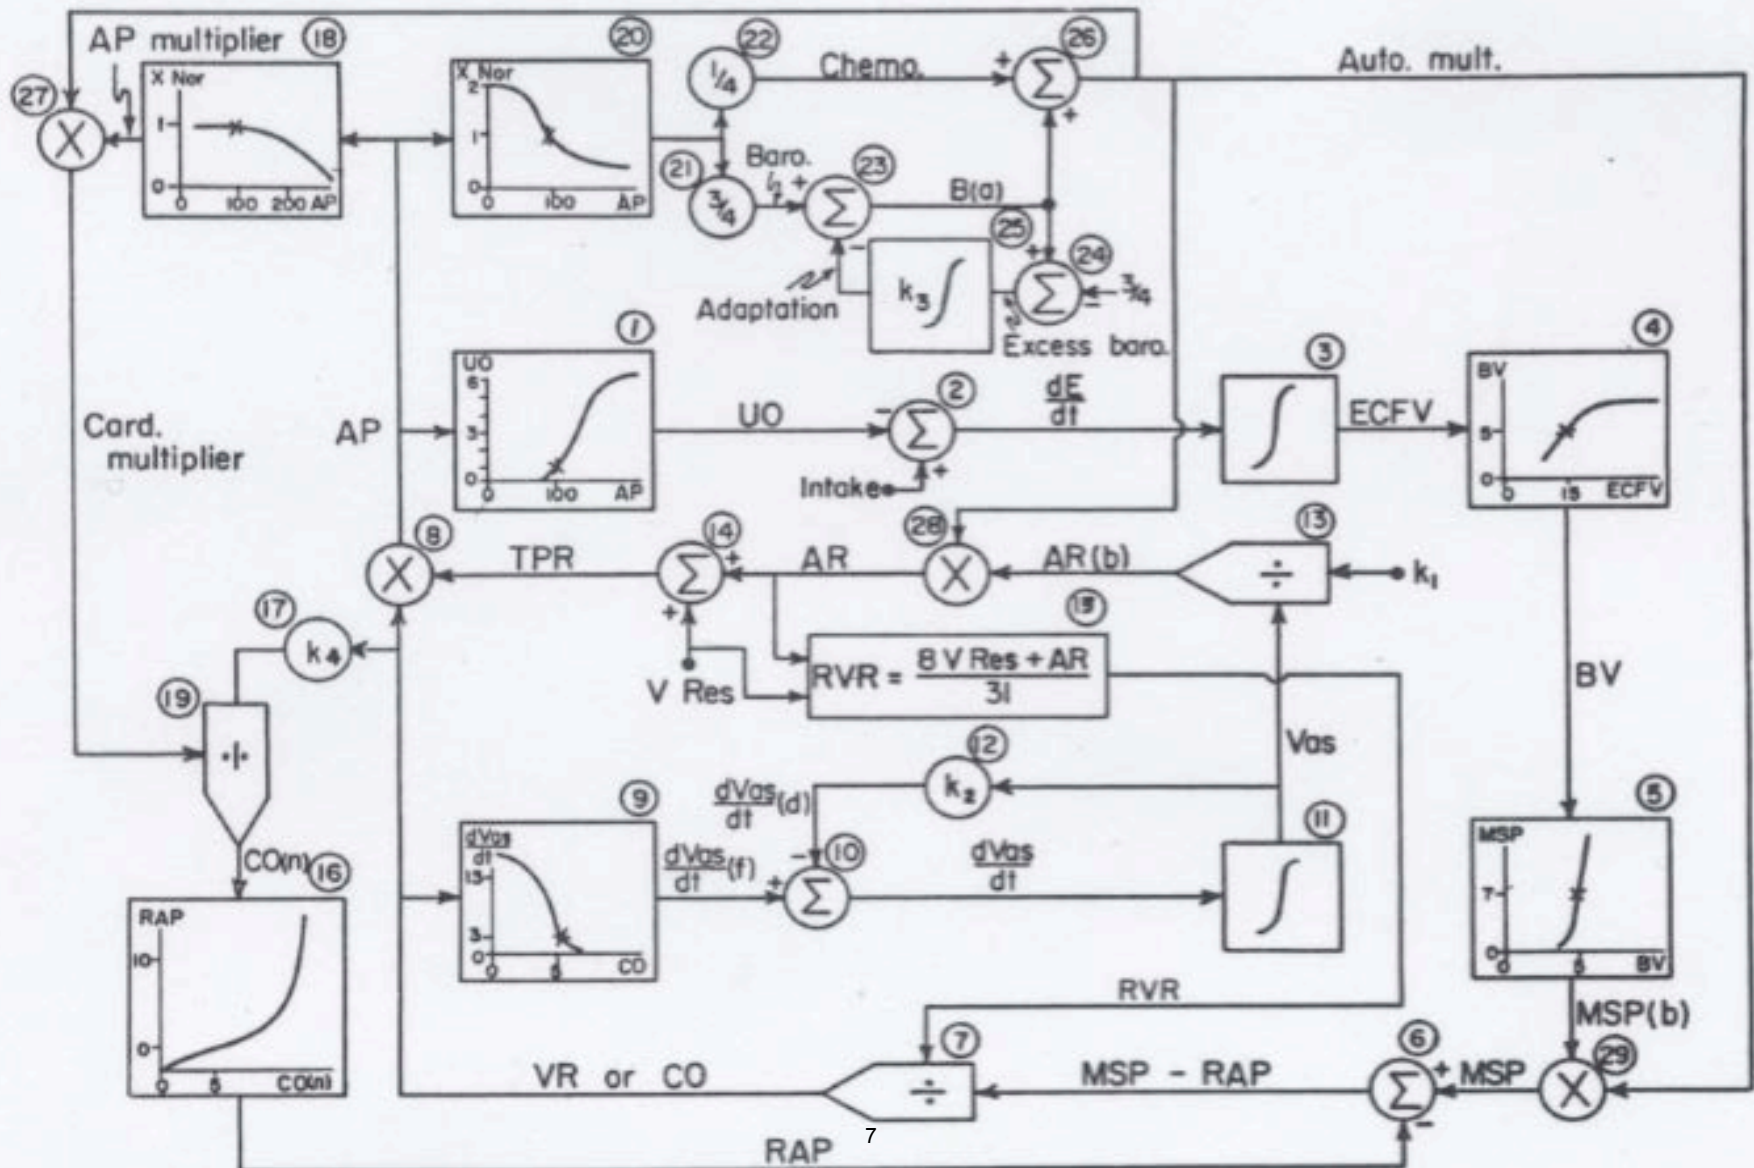 AP multiplier
18
X Nor
1
0
0
100
200 AP
27
X
20
X Nor
2
1
0
0
100
AP
22
1/4
Chemo.
+
26
Σ
+
Auto. mult.
21
3/4
Baro.
+
23
Σ
-
B(a)
25
k3
∫
Adaptation
+
24
Σ
-
3/4
Excess baro.
Card.
multiplier
AP
1
UO
6
3
0
0
100
AP
UO
-
2
Σ
+
Intake
dE
dt
3
∫
ECFV
4
BV
5
0
0
15
ECFV
8
X
TPR
14
Σ
+
+
AR
28
X
AR(b)
13
÷
k1
V Res
15
RVR = 8 V Res + AR
31
17
k4
19
÷
CO(n)
16
RAP
10
0
0
5
CO(n)
9
dVas
dt
13
3
0
0
5
CO
dVas
dt (f)
dVas
dt (d)
12
k2
-
+
10
Σ
dVas
dt
11
∫
Vas
BV
5
MSP
7
0
0
5
BV
MSP(b)
29
X
MSP
+
6
Σ
-
MSP - RAP
RVR
7
÷
VR or CO
RAP
7